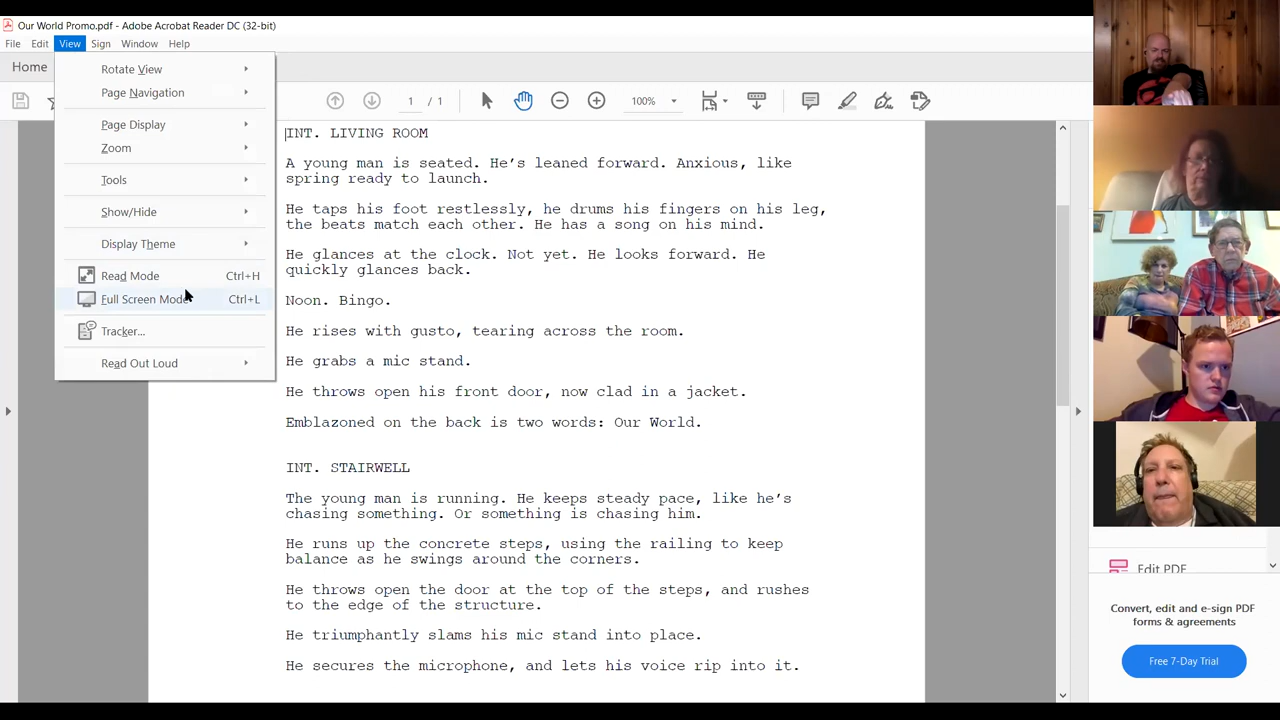 Our World Promo.pdf - Adobe Acrobat Reader DC (32-bit)
File Edit View Sign Window Help
Home
Rotate View
Page Navigation
Page Display
Zoom
Tools
Show/Hide
Display Theme
Read Mode Ctrl+H
Full Screen Mode Ctrl+L
Tracker...
Read Out Loud
1 / 1
100%
INT. LIVING ROOM
A young man is seated. He's leaned forward. Anxious, like
spring ready to launch.
He taps his foot restlessly, he drums his fingers on his leg,
the beats match each other. He has a song on his mind.
He glances at the clock. Not yet. He looks forward. He
quickly glances back.
Noon. Bingo.
He rises with gusto, tearing across the room.
He grabs a mic stand.
He throws open his front door, now clad in a jacket.
Emblazoned on the back is two words: Our World.
INT. STAIRWELL
The young man is running. He keeps steady pace, like he's
chasing something. Or something is chasing him.
He runs up the concrete steps, using the railing to keep
balance as he swings around the corners.
He throws open the door at the top of the steps, and rushes
to the edge of the structure.
He triumphantly slams his mic stand into place.
He secures the microphone, and lets his voice rip into it.
Edit PDF
Convert, edit and e-sign PDF
forms & agreements
Free 7-Day Trial